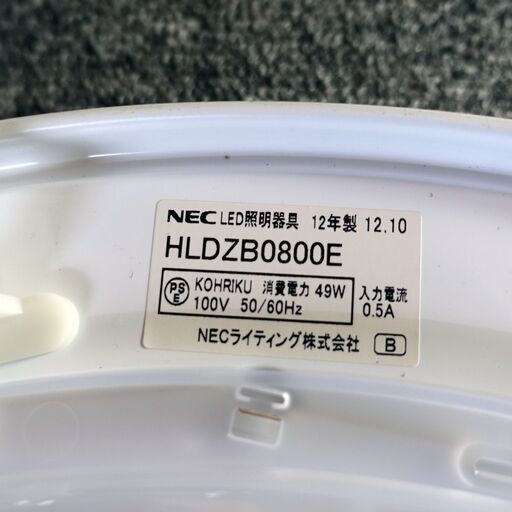 NEC LED照明器具 12年製 12.10
HLDZB0800E
PSE KOHRIKU 消費電力 49W 入力電流
100V 50/60Hz 0.5A
NECライティング株式会社 B